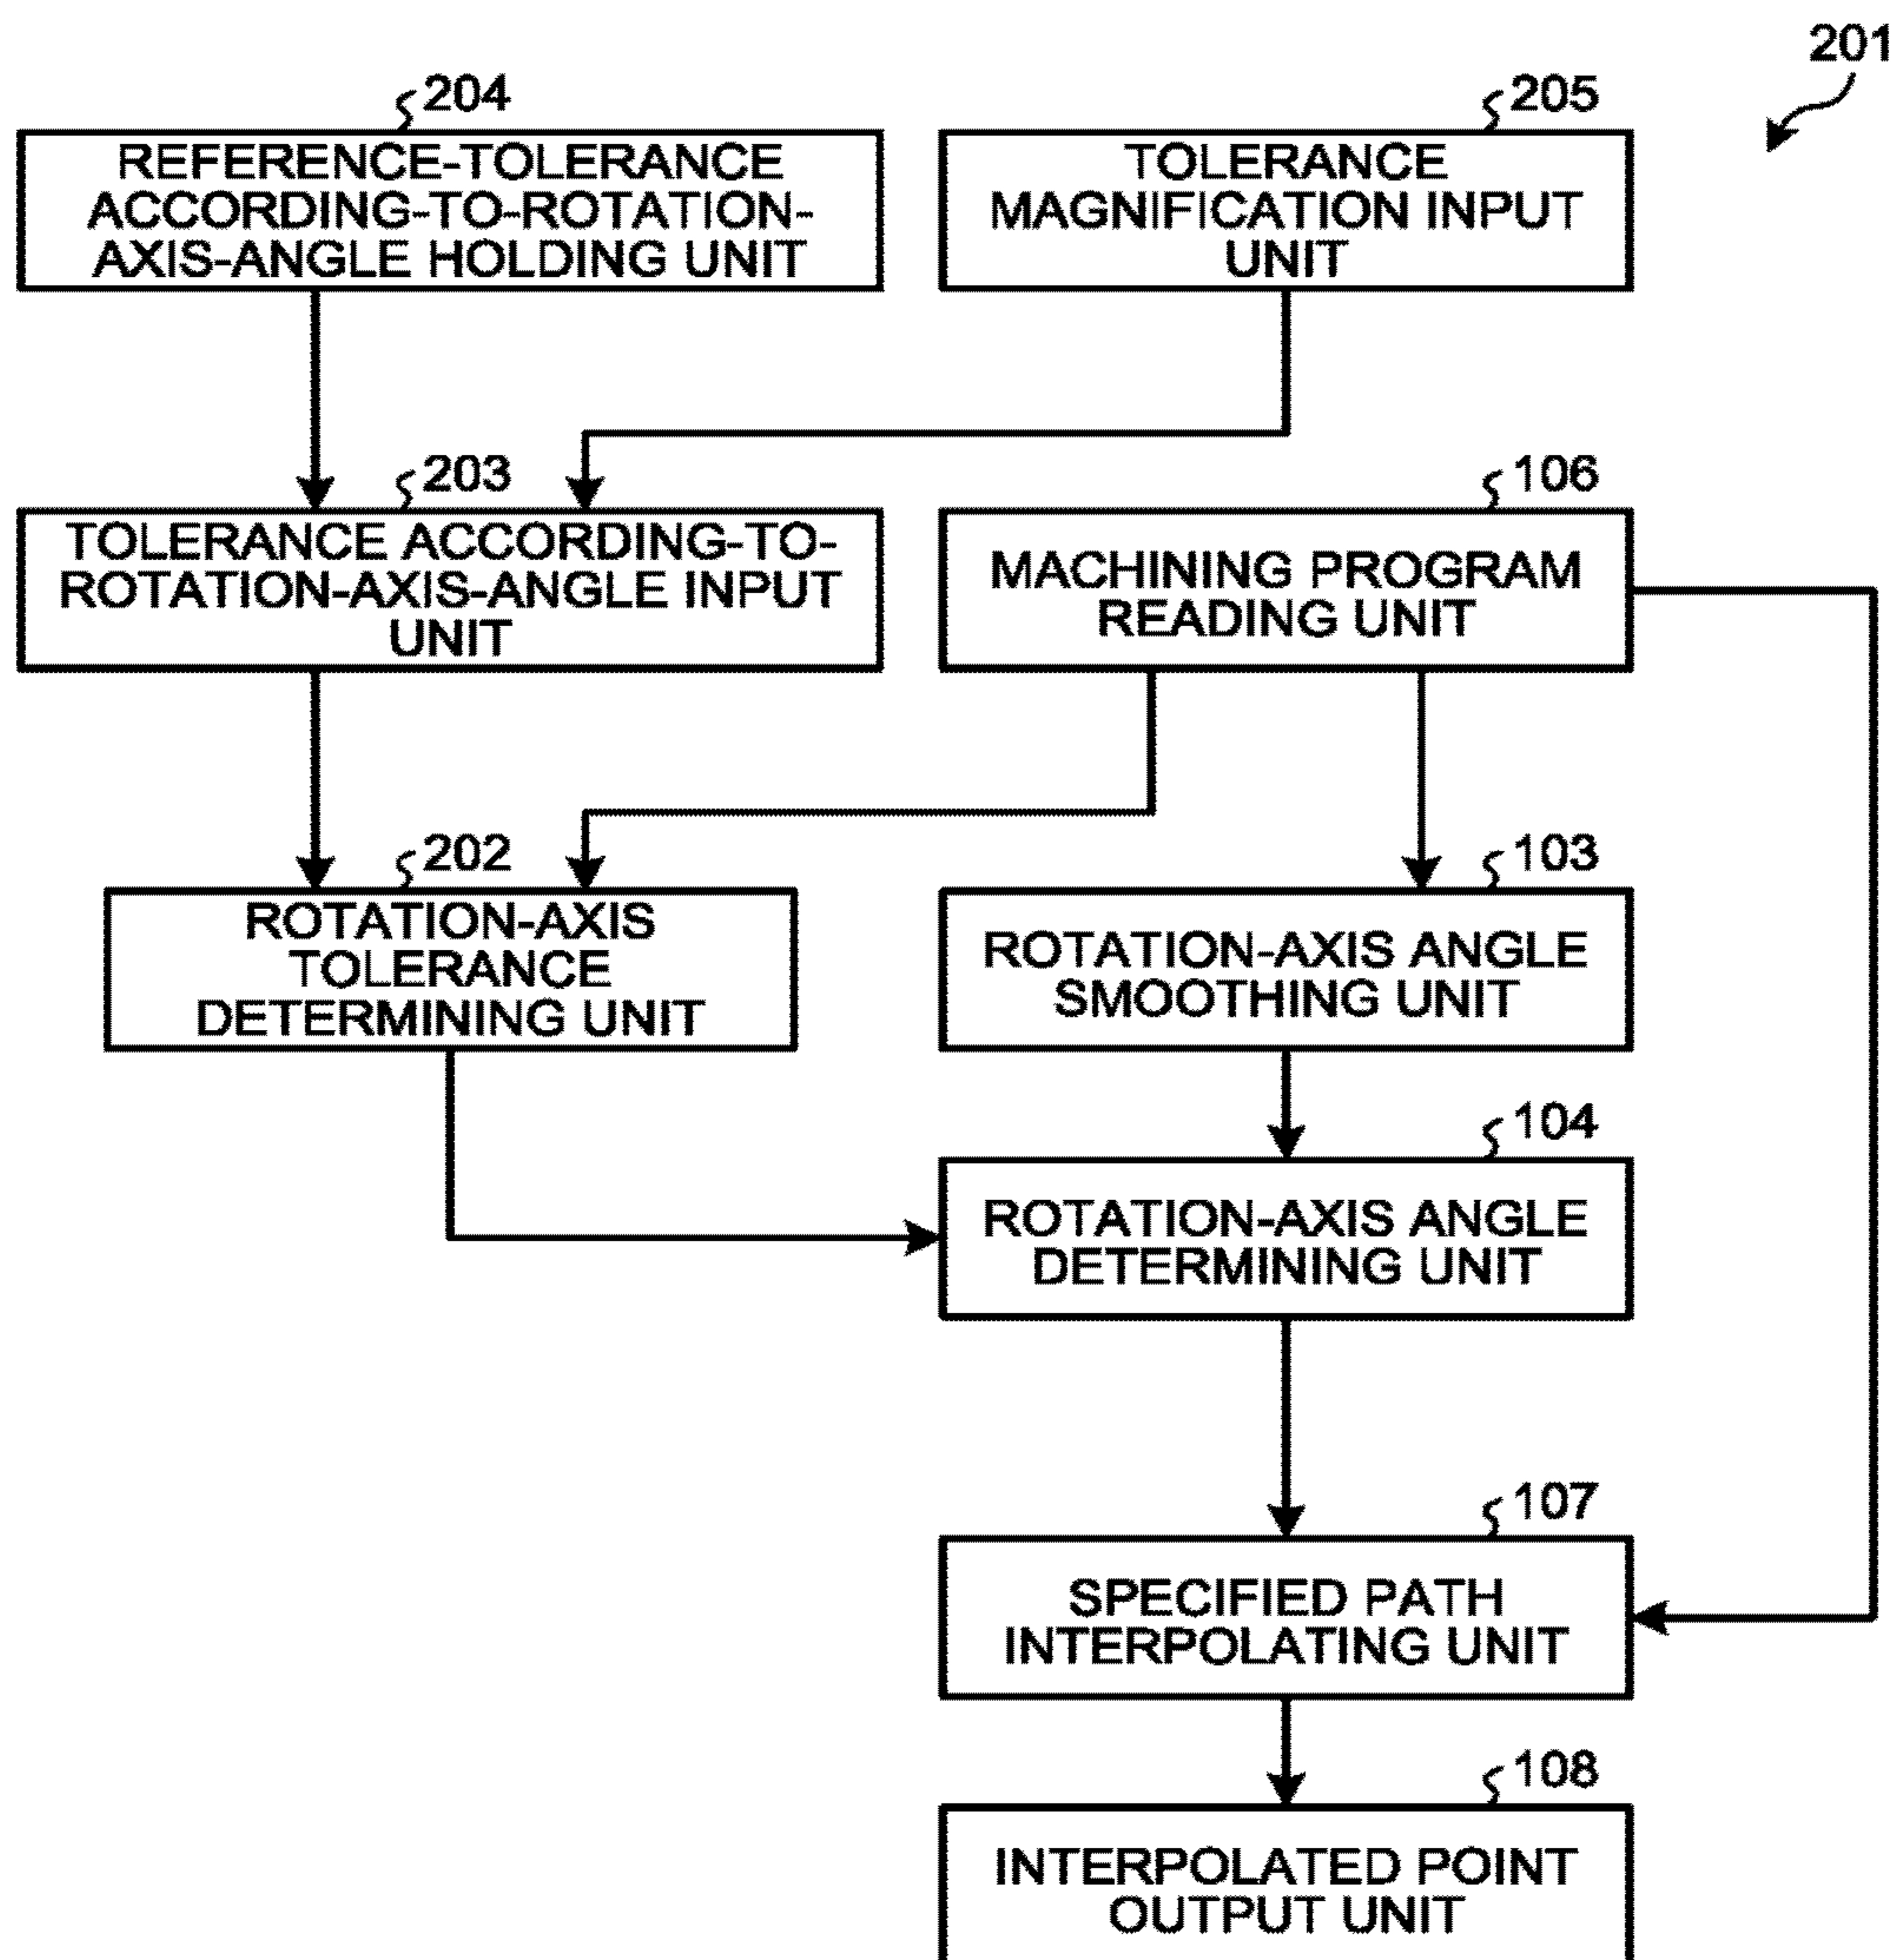 201
204
REFERENCE-TOLERANCE
ACCORDING-TO-ROTATION-
AXIS-ANGLE HOLDING UNIT
205
TOLERANCE
MAGNIFICATION INPUT
UNIT
203
TOLERANCE ACCORDING-TO-
ROTATION-AXIS-ANGLE INPUT
UNIT
106
MACHINING PROGRAM
READING UNIT
202
ROTATION-AXIS
TOLERANCE
DETERMINING UNIT
103
ROTATION-AXIS ANGLE
SMOOTHING UNIT
104
ROTATION-AXIS ANGLE
DETERMINING UNIT
107
SPECIFIED PATH
INTERPOLATING UNIT
108
INTERPOLATED POINT
OUTPUT UNIT